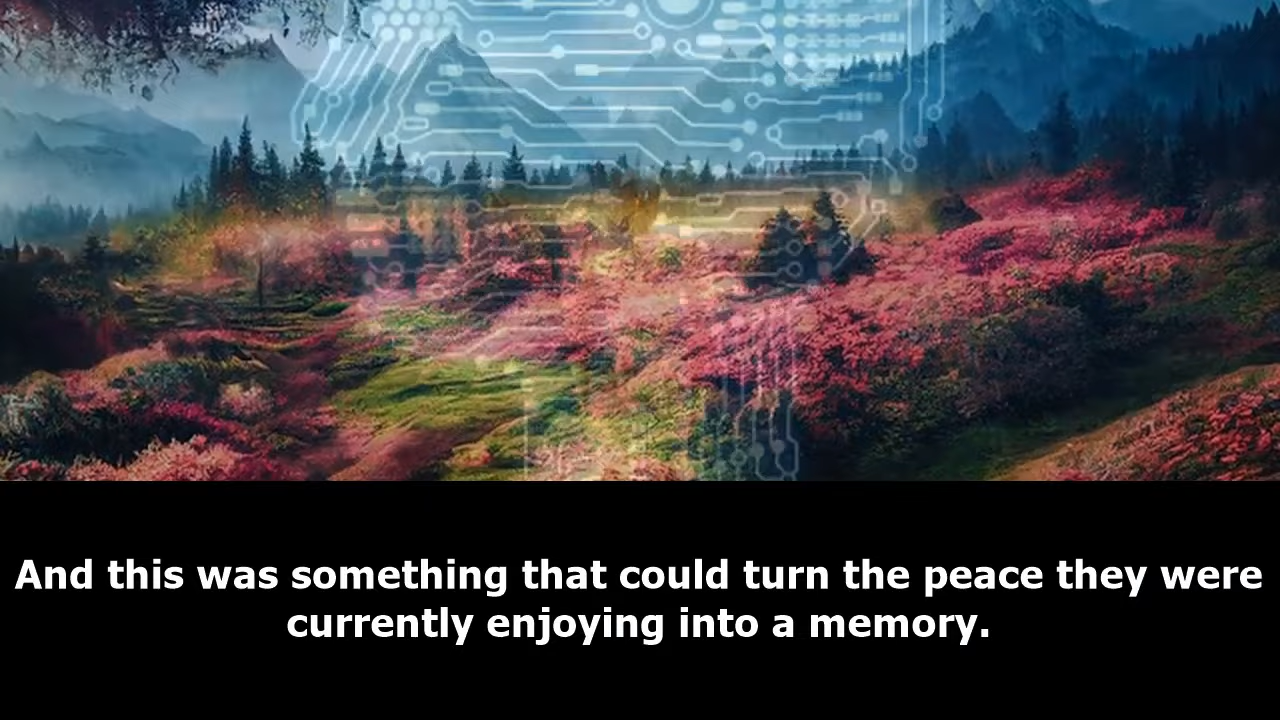 And this was something that could turn the peace they were
currently enjoying into a memory.